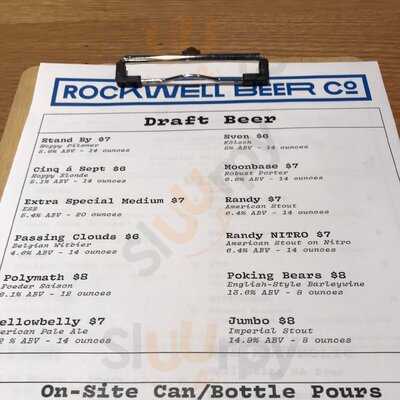 ROCKWELL BEER CO
Draft Beer
Stand By $7
Hoppy Pilsner
14 ounces
Cinq á Sept $6
Hoppy Blonde
5.1% ABV - 14 ounces
Extra Special Medium $7
ESB
5.4% ABV - 20 ounces
Passing Clouds $6
Belgian Witbier
4.6% ABV - 14 ounces
Polymath $8
Foeder Saison
.1% ABV - 12 ounces
ellowbelly $7
merican Pale Ale
% ABV - 14 ounces
Sven $6
Kölsch
5% ABV - 14 ounces
Moonbase $7
Robust Porter
ABV - 14 ounces
Randy $7
American Stout
6.4% ABV - 14 ounces
Randy NITRO $7
American Stout on Nitro
6.4% ABV - 14 ounces
Poking Bears $8
English-Style Barleywine
13.6% ABV - 8 ounces
Jumbo $8
Imperial Stout
14.9% ABV - 8 ounces
On-Site Can/Bottle Pours
Sluurpy
sluurpy